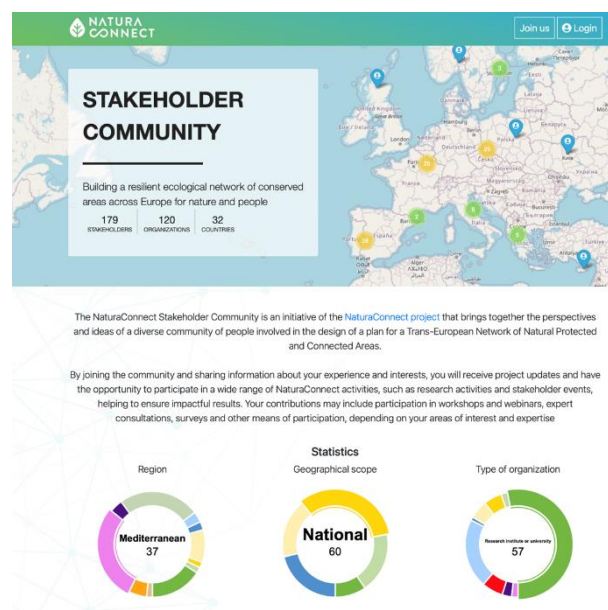 NATURA
CONNECT
Join us
Login
STAKEHOLDER
COMMUNITY
Building a resilient ecological network of conserved
areas across Europe for nature and people
179
STAKEHOLDERS
120
ORGANIZATIONS
32
COUNTRIES
The NaturaConnect Stakeholder Community is an initiative of the NaturaConnect project that brings together the perspectives
and ideas of a diverse community of people involved in the design of a plan for a Trans-European Network of Natural Protected
and Connected Areas.
By joining the community and sharing information about your experience and interests, you will receive project updates and have
the opportunity to participate in a wide range of NaturaConnect activities, such as research activities and stakeholder events,
helping to ensure impactful results. Your contributions may include participation in workshops and webinars, expert
consultations, surveys and other means of participation, depending on your areas of interest and expertise
Statistics
Region
Geographical scope
Type of organization
Mediterranean
37
National
60
Research institute or university
57